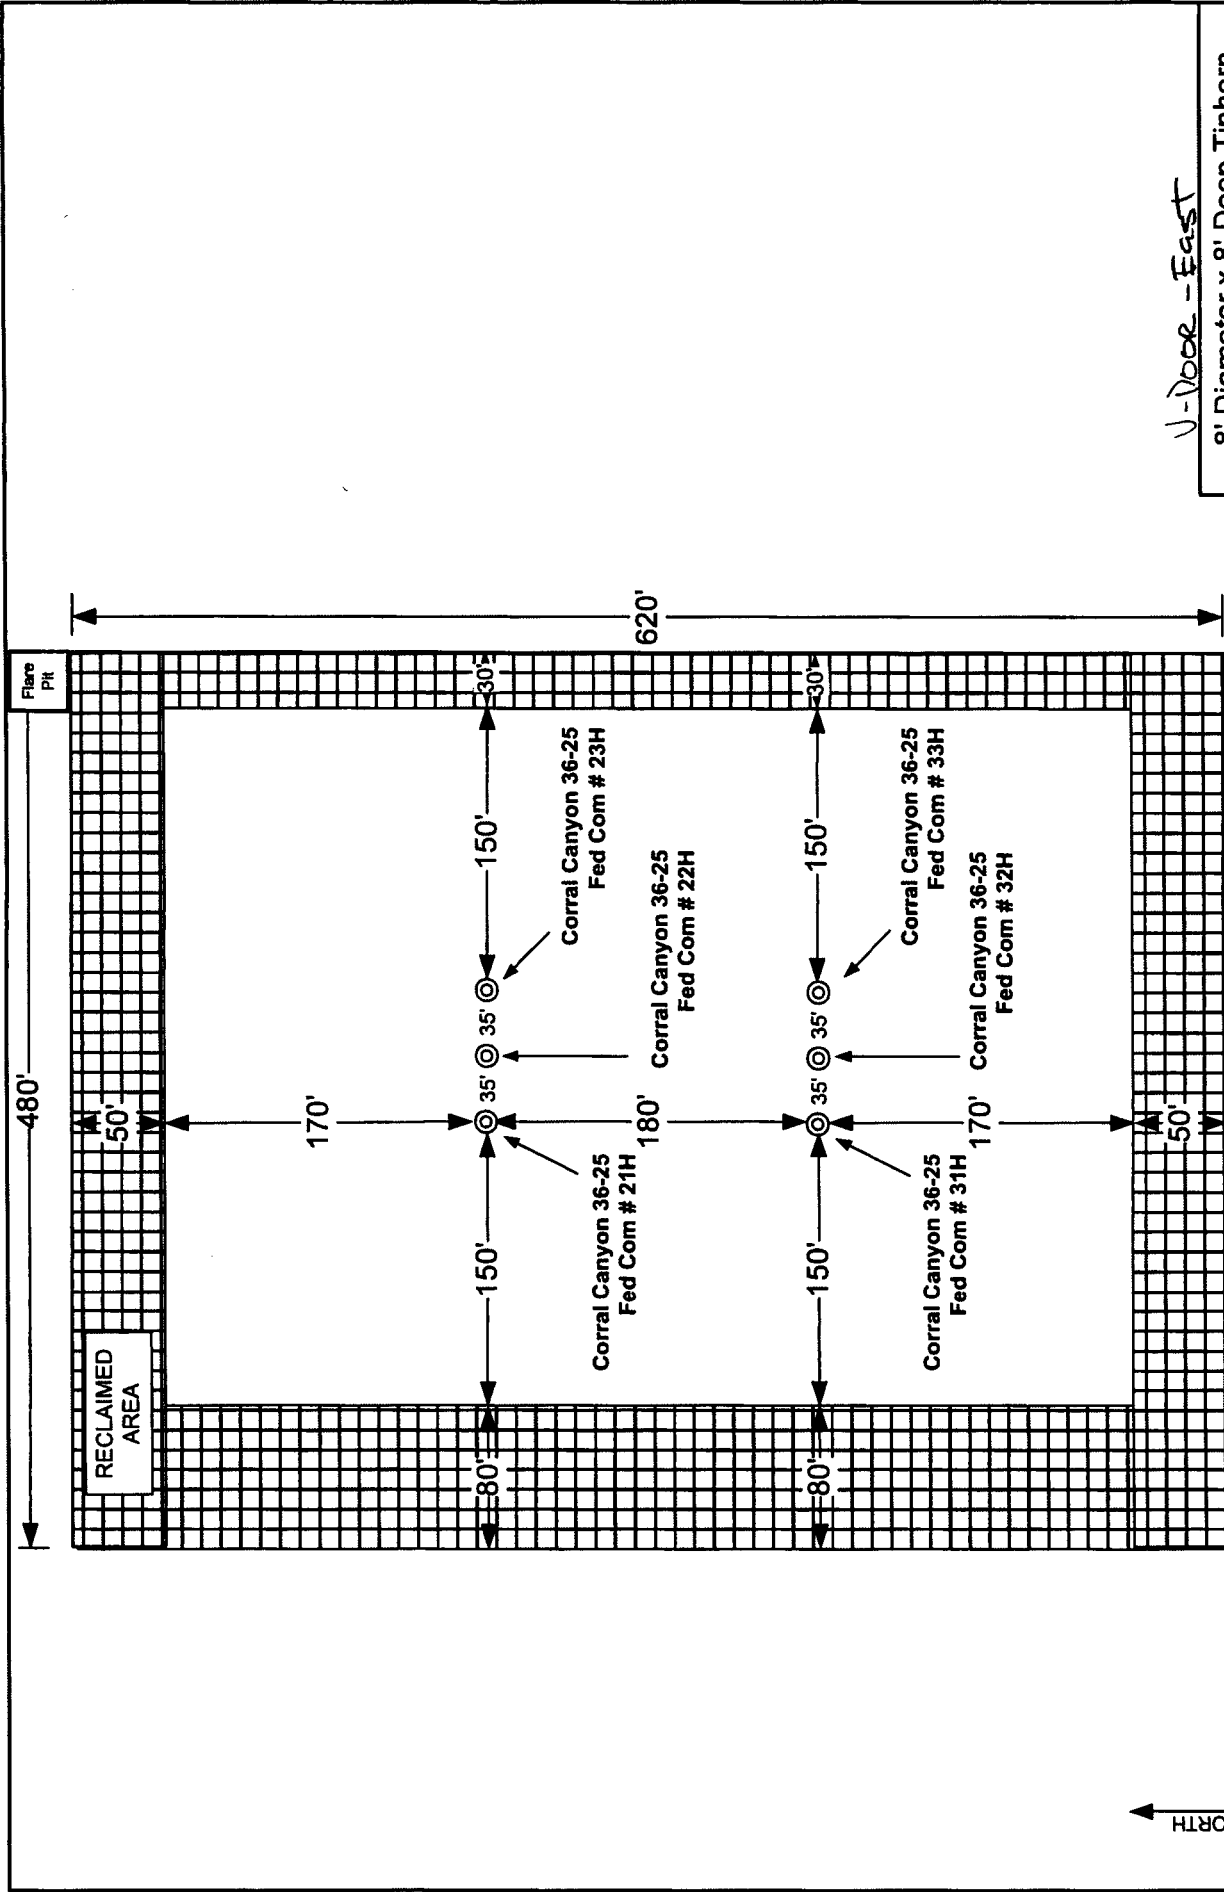 480'
Flare
Pit
RECLAIMED
AREA
50'
170'
80'
150'
35'
35'
150'
30'
Corral Canyon 36-25
Fed Com # 21H
Corral Canyon 36-25
Fed Com # 22H
Corral Canyon 36-25
Fed Com # 23H
180'
620'
80'
150'
35'
35'
150'
30'
Corral Canyon 36-25
Fed Com # 31H
Corral Canyon 36-25
Fed Com # 32H
Corral Canyon 36-25
Fed Com # 33H
170'
50'
ORTH
V-Door - East
8' Diameter x 8' Deep Tinhorn